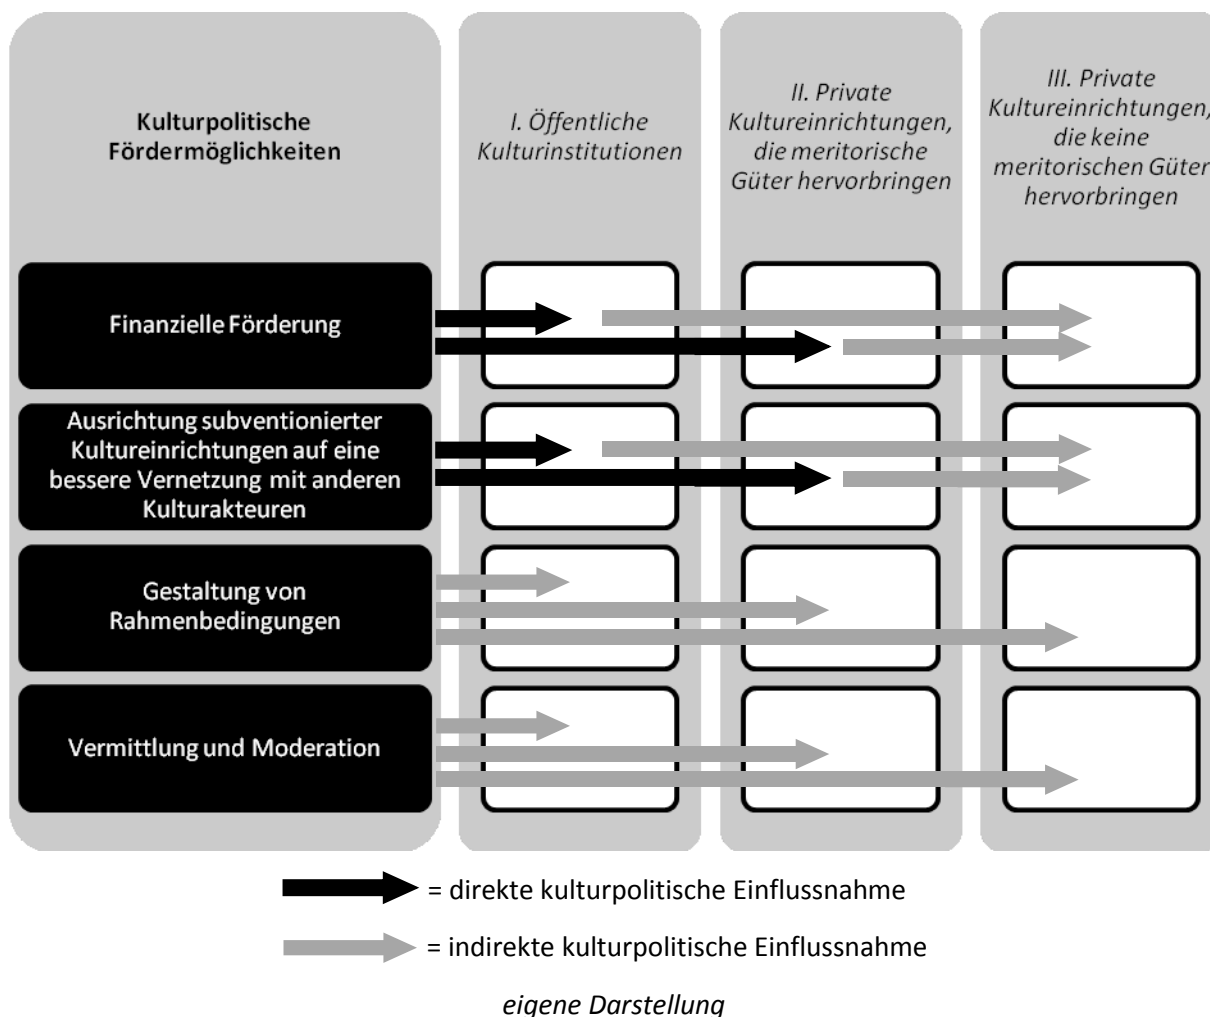 Kulturpolitische
Fördermöglichkeiten
I. Öffentliche
Kulturinstitutionen
II. Private
Kultureinrichtungen,
die meritorische
Güter hervorbringen
III. Private
Kultureinrichtungen,
die keine
meritorischen Güter
hervorbringen
Finanzielle Förderung
Ausrichtung subventionierter
Kultureinrichtungen auf eine
bessere Vernetzung mit anderen
Kulturakteuren
Gestaltung von
Rahmenbedingungen
Vermittlung und Moderation
= direkte kulturpolitische Einflussnahme
= indirekte kulturpolitische Einflussnahme
eigene Darstellung